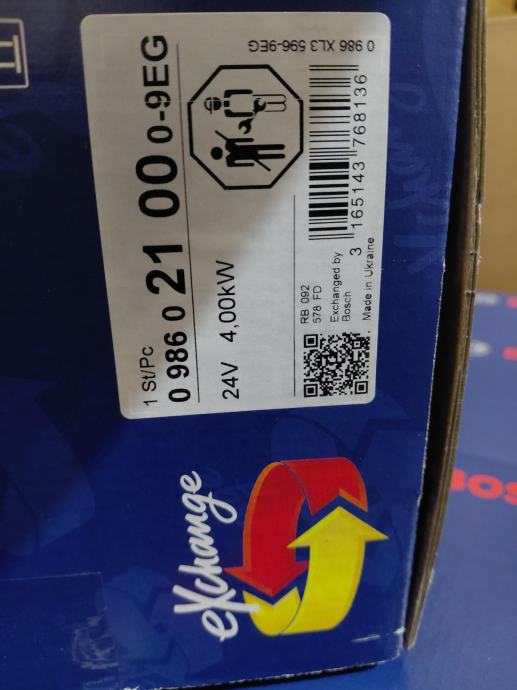 1 St/Pc
0 986 0 21 00 0-9EG
24V 4,00kW
0 986 XL3 596-9EG
RB 092
578 FD
Exchanged by
Bosch
Made in Ukraine
3 165143 768136
eXchange
BOS